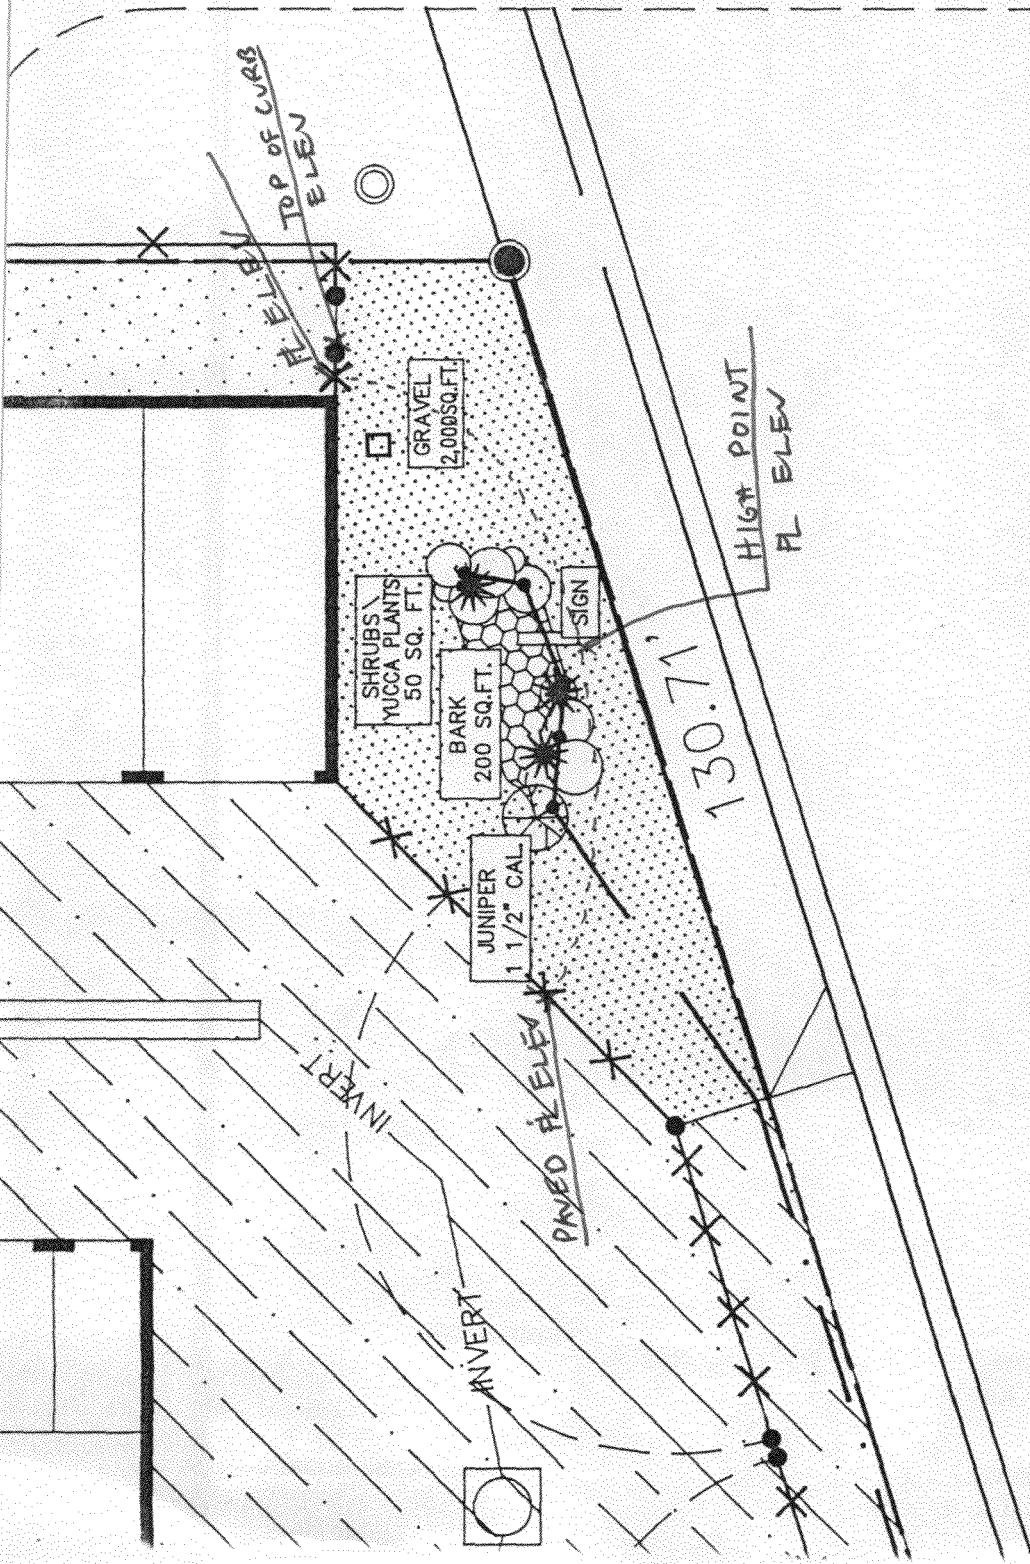 TOP OF CURB
ELEV
FL ELEV
GRAVEL
2,000SQ.FT.
HIGH POINT
FL ELEV
SHRUBS\
YUCCA PLANTS
50 SQ. FT.
SIGN
BARK
200 SQ.FT.
130.71'
JUNIPER
1 1/2" CAL.
PAVED FL ELEV
INVERT
INVERT